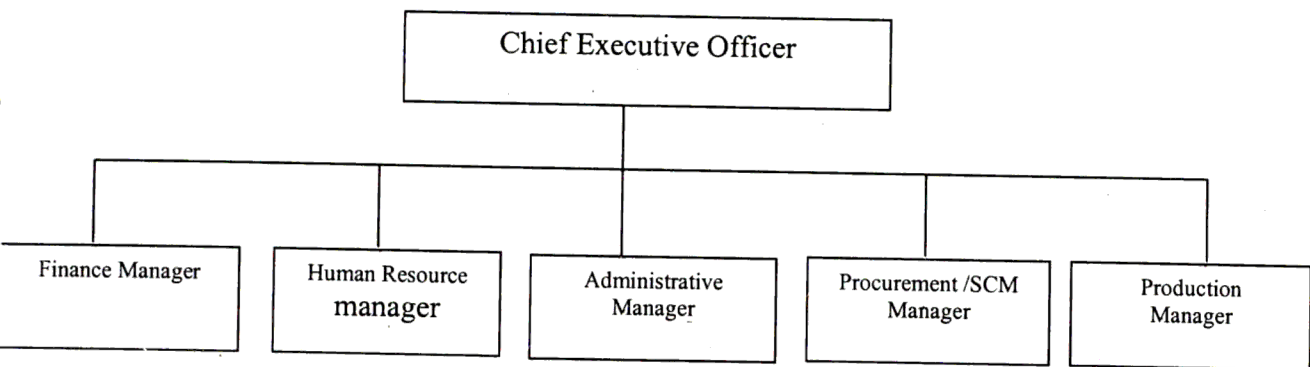 Chief Executive Officer
Finance Manager
Human Resource
manager
Administrative
Manager
Procurement /SCM
Manager
Production
Manager